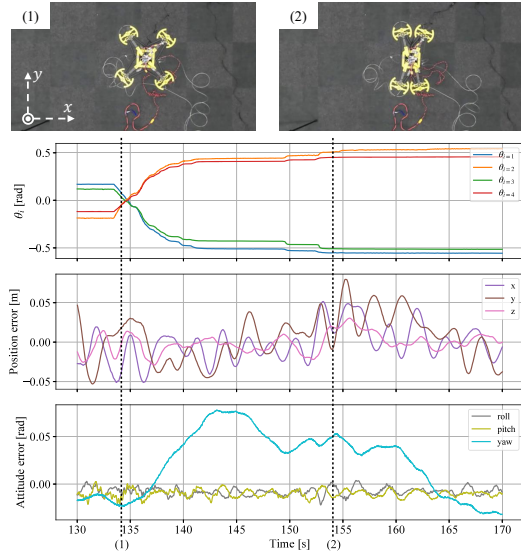 (1)
(2)
y
x
0.5
0.0
−0.5
θᵢ [rad]
θᵢ₌₁
θᵢ₌₂
θᵢ₌₃
θᵢ₌₄
0.05
0.00
−0.05
Position error [m]
x
y
z
0.05
0.00
Attitude error [rad]
roll
pitch
yaw
130 135 140 145 150 155 160 165 170
(1) Time [s] (2)